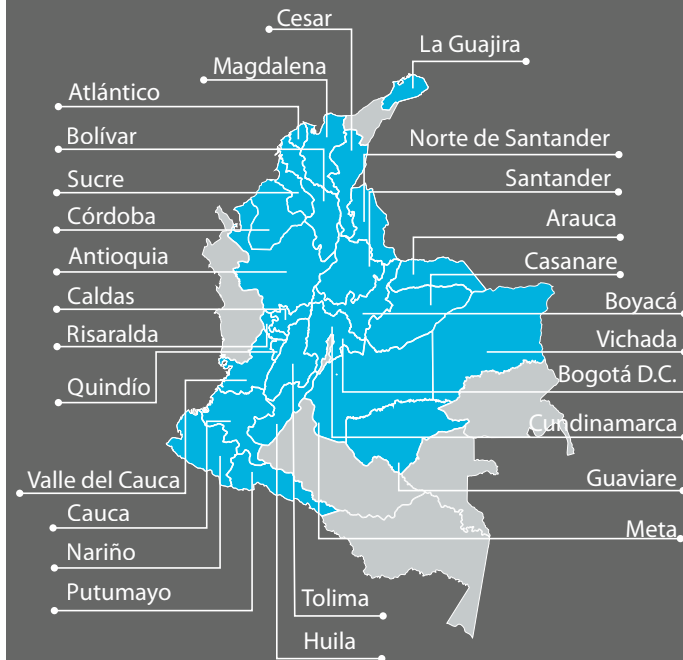 Cesar
La Guajira
Magdalena
Atlántico
Bolívar
Norte de Santander
Sucre
Santander
Córdoba
Arauca
Antioquia
Casanare
Caldas
Boyacá
Risaralda
Vichada
Quindío
Bogotá D.C.
Cundinamarca
Valle del Cauca
Guaviare
Cauca
Meta
Nariño
Putumayo
Tolima
Huila